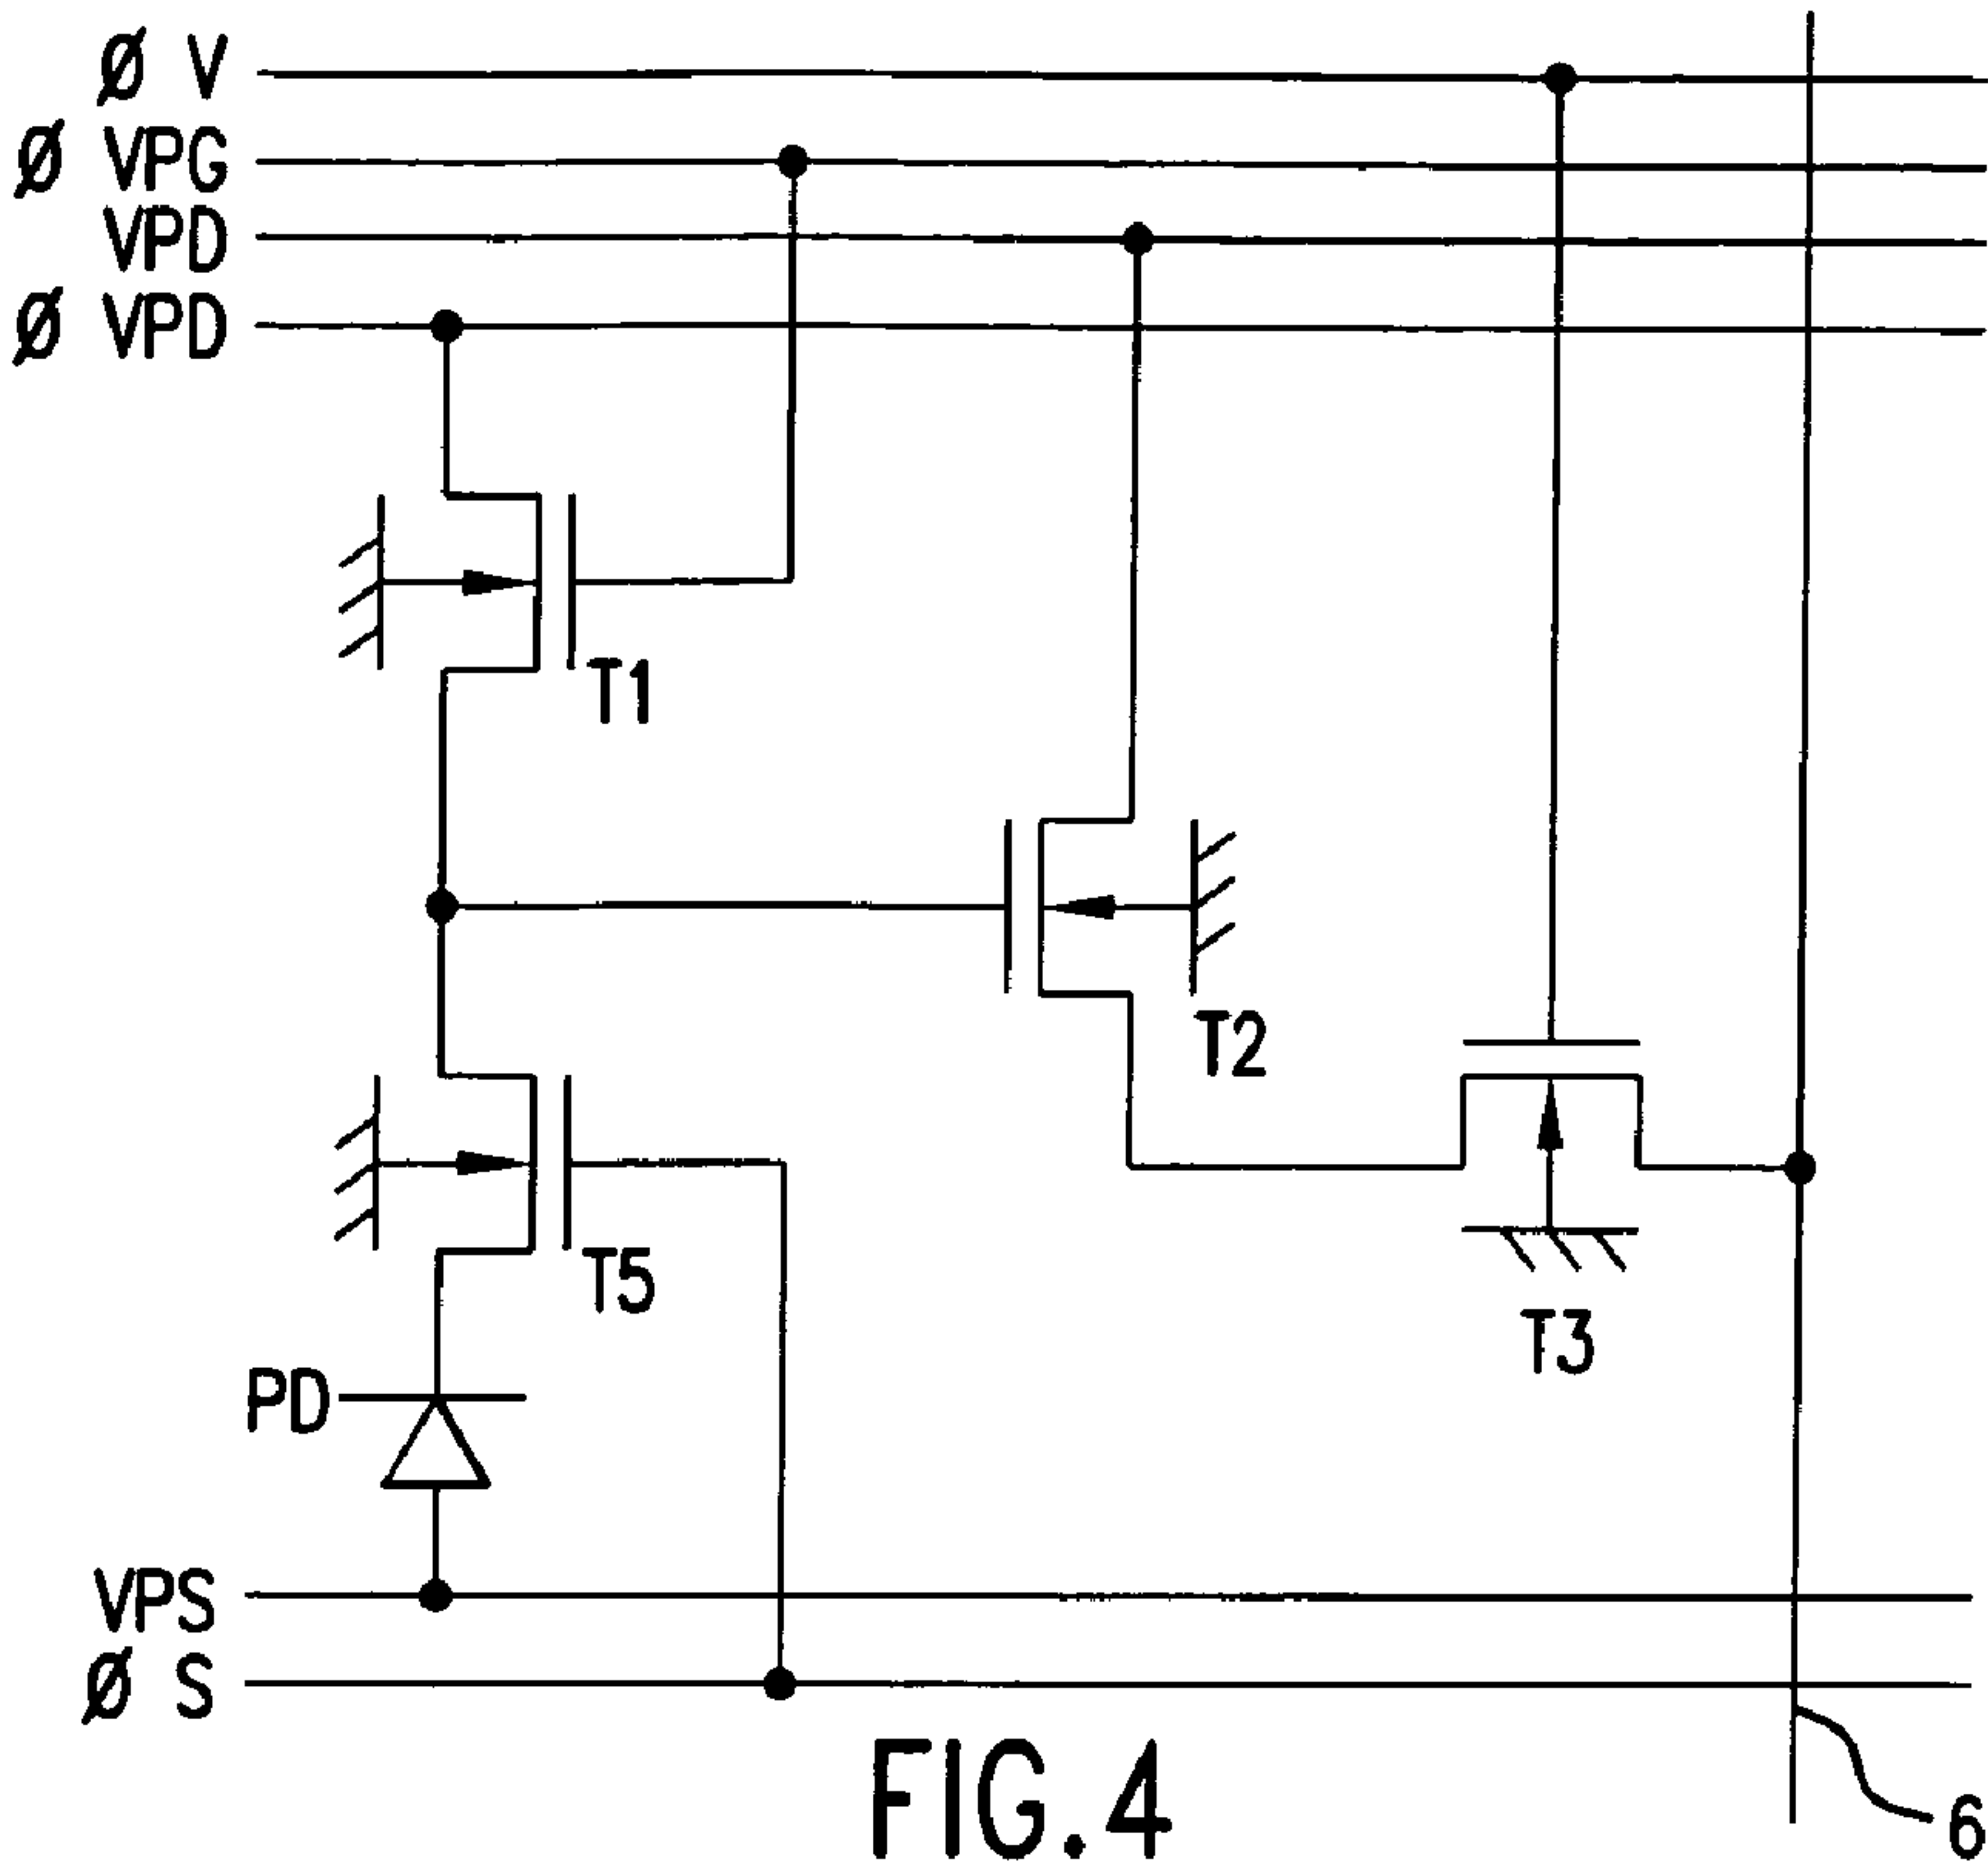 Ø V
Ø VPG
VPD
Ø VPD
T1
T2
T5
T3
PD
VPS
Ø S
FIG.4
6